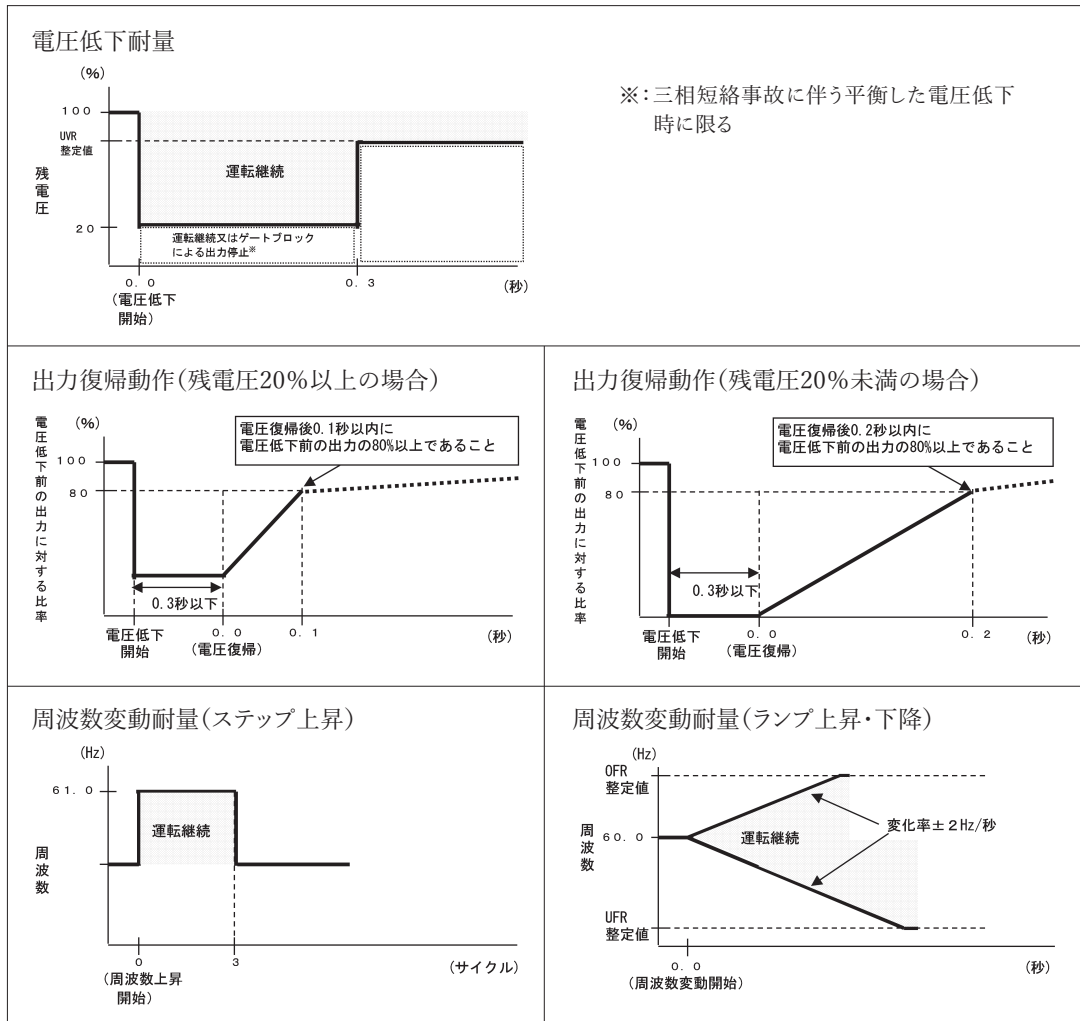 電圧低下耐量
(%)
100
UVR
整定値
残電圧
20
運転継続
運転継続又はゲートブロック
による出力停止※
0.0
(電圧低下
開始)
0.3
(秒)
※:三相短絡事故に伴う平衡した電圧低下
時に限る
出力復帰動作(残電圧20%以上の場合)
電圧低下前の出力に対する比率
(%)
電圧復帰後0.1秒以内に
電圧低下前の出力の80%以上であること
100
80
0.3秒以下
電圧低下
開始
0.0
(電圧復帰)
0.1
(秒)
出力復帰動作(残電圧20%未満の場合)
電圧低下前の出力に対する比率
(%)
電圧復帰後0.2秒以内に
電圧低下前の出力の80%以上であること
100
80
0.3秒以下
電圧低下
開始
0.0
(電圧復帰)
0.2
(秒)
周波数変動耐量(ステップ上昇)
(Hz)
61.0
運転継続
周波数
0
(周波数上昇
開始)
3
(サイクル)
周波数変動耐量(ランプ上昇・下降)
(Hz)
OFR
整定値
周波数
60.0
運転継続
変化率±2Hz/秒
UFR
整定値
0.0
(周波数変動開始)
(秒)